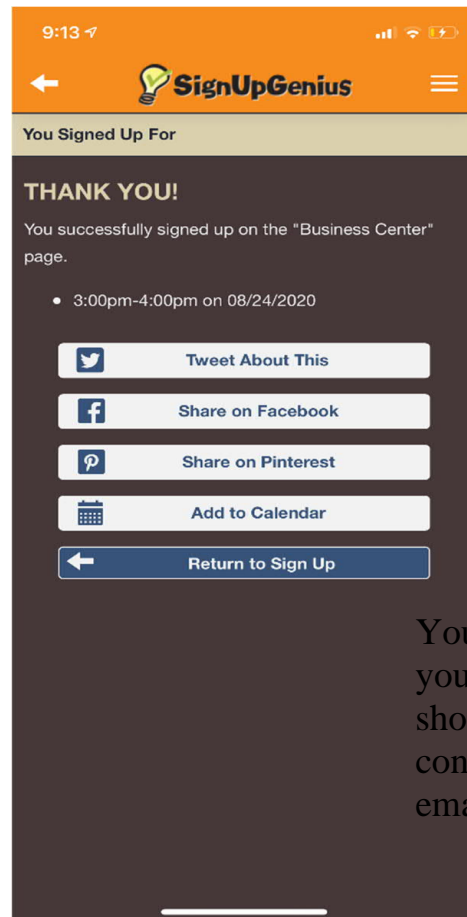 9:13
SignUpGenius
You Signed Up For
THANK YOU!
You successfully signed up on the "Business Center"
page.
• 3:00pm-4:00pm on 08/24/2020
Tweet About This
Share on Facebook
Share on Pinterest
Add to Calendar
Return to Sign Up